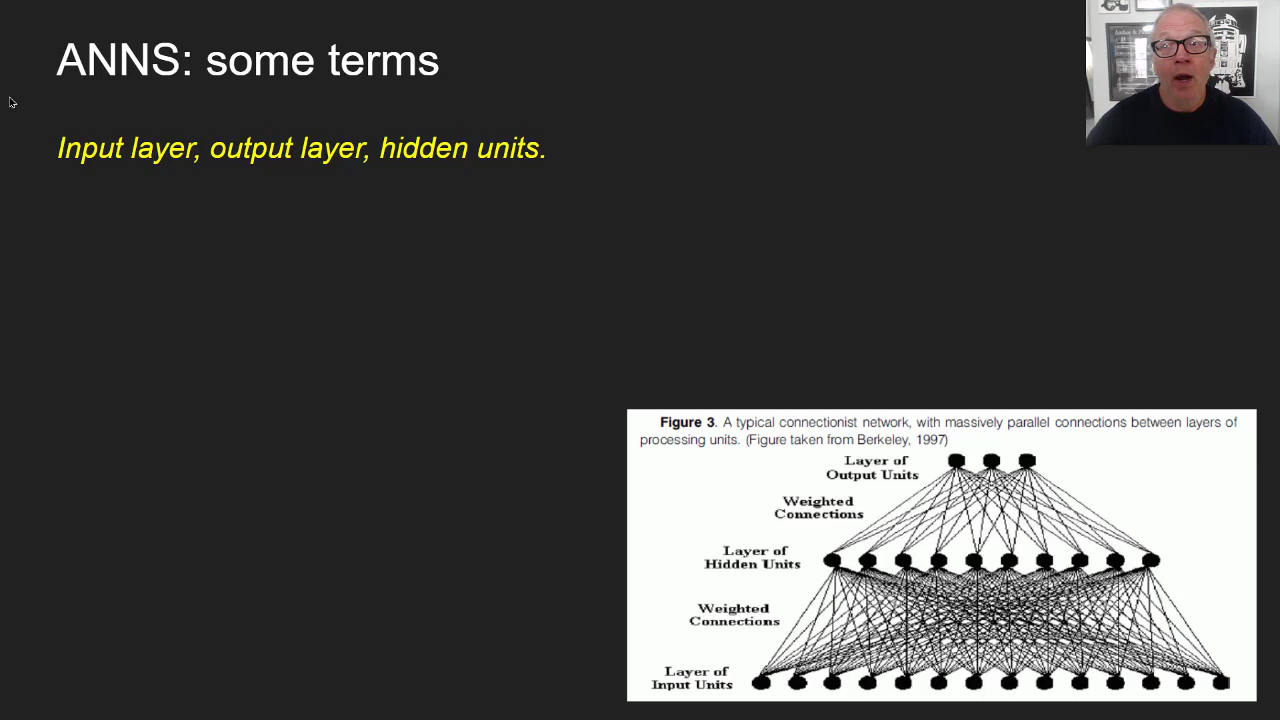 ANNS: some terms
Input layer, output layer, hidden units.
Figure 3. A typical connectionist network, with massively parallel connections between layers of
processing units. (Figure taken from Berkeley, 1997)
Layer of
Output Units
Weighted
Connections
Layer of
Hidden Units
Weighted
Connections
Layer of
Input Units